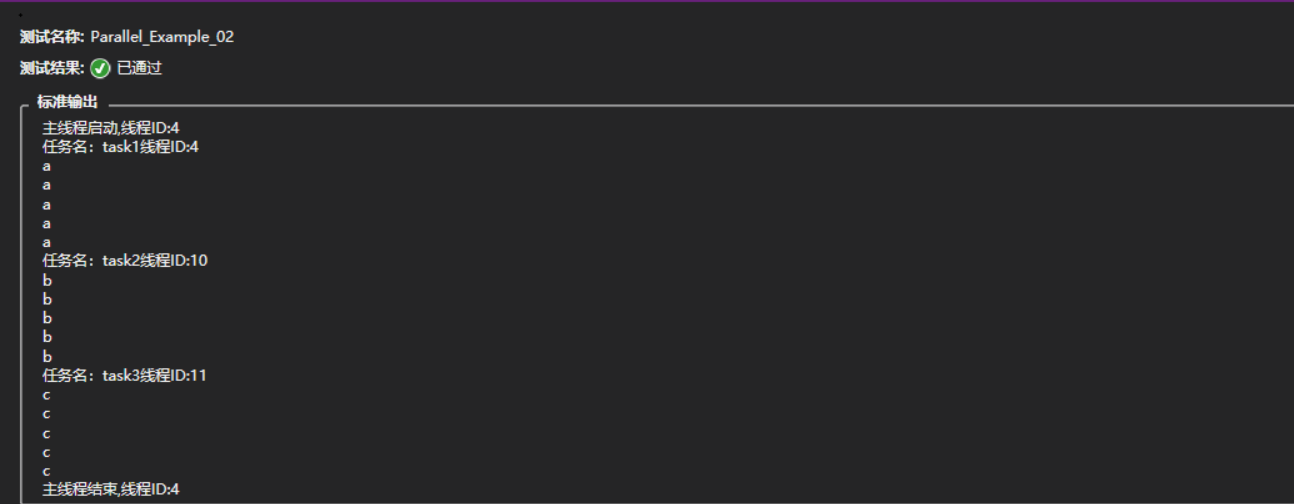 测试名称: Parallel_Example_02
测试结果: 已通过
标准输出
主线程启动,线程ID:4
任务名：task1线程ID:4
a
a
a
a
a
任务名：task2线程ID:10
b
b
b
b
b
任务名：task3线程ID:11
c
c
c
c
c
主线程结束,线程ID:4